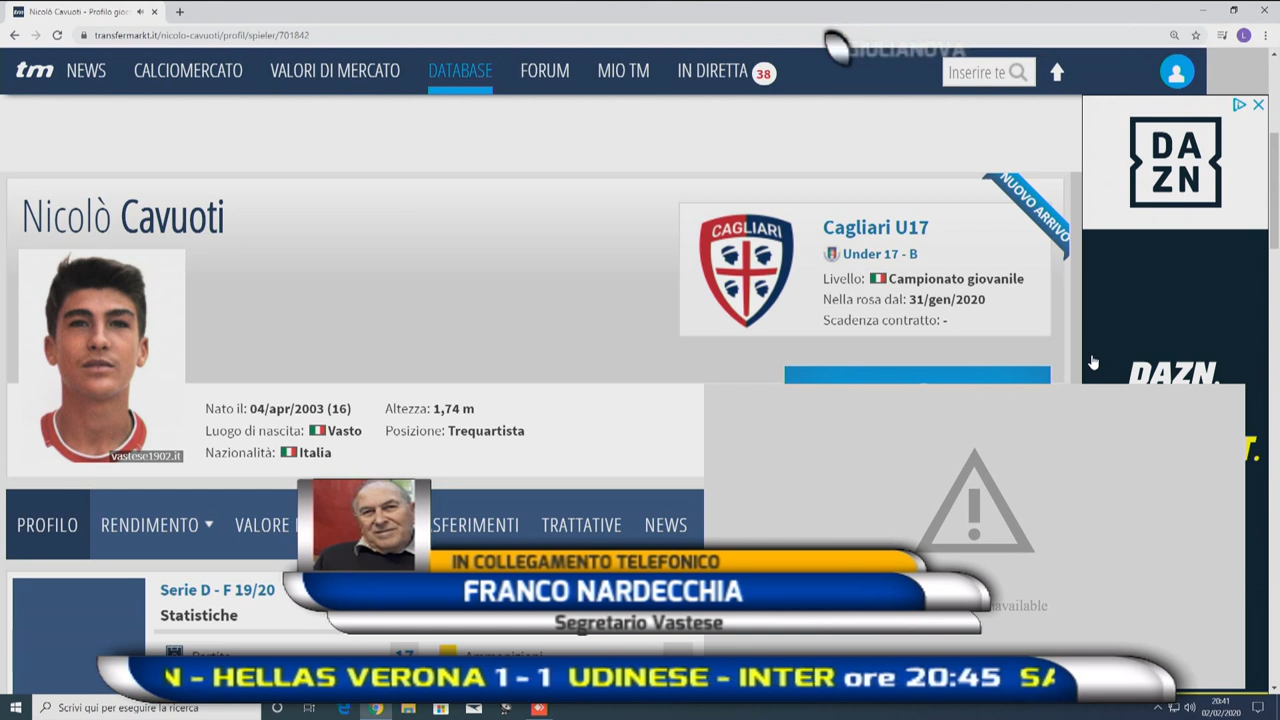 Nicolò Cavuoti - Profilo gioc
transfermarkt.it/nicolo-cavuoti/profil/spieler/701842
L
GIULIANOVA
tm NEWS CALCIOMERCATO VALORI DI MERCATO DATABASE FORUM MIO TM IN DIRETTA 38 Inserire te
DAZN
Nicolò Cavuoti
NUOVO ARRIVO
CAGLIARI
Cagliari U17
Under 17 - B
Livello: Campionato giovanile
Nella rosa dal: 31/gen/2020
Scadenza contratto: -
DAZN.
T.
Nato il: 04/apr/2003 (16) Altezza: 1,74 m
Luogo di nascita: Vasto Posizione: Trequartista
Nazionalità: Italia
vastese1902.it
PROFILO RENDIMENTO VALORE SFERIMENTI TRATTATIVE NEWS
IN COLLEGAMENTO TELEFONICO
FRANCO NARDECCHIA
Segretario Vastese
Serie D - F 19/20
Statistiche
available
Partite 17 Ammonizioni
N - HELLAS VERONA 1-1 UDINESE - INTER ore 20:45 SA
Scrivi qui per eseguire la ricerca
20:41
02/02/2020